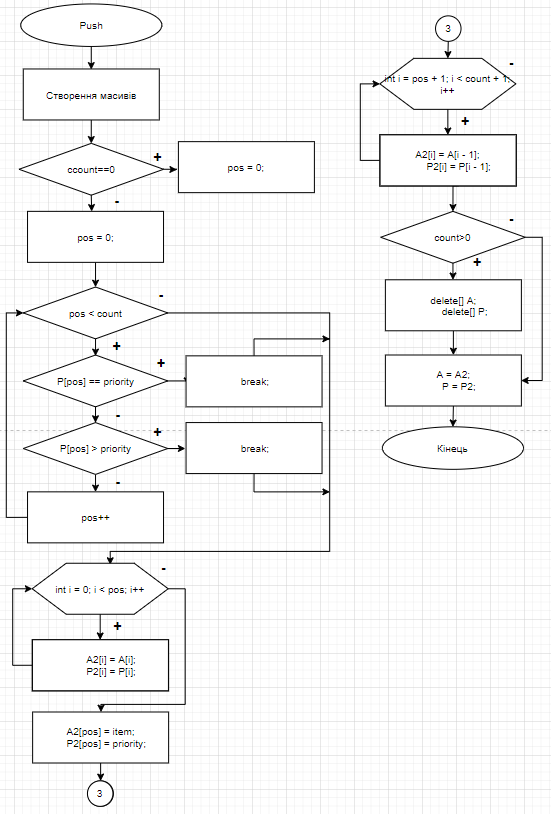 Push
Створення масивів
ccount==0
+
pos = 0;
-
pos = 0;
pos < count
-
+
P[pos] == priority
+
break;
-
P[pos] > priority
+
break;
-
pos++
int i = 0; i < pos; i++
-
+
A2[i] = A[i];
P2[i] = P[i];
A2[pos] = item;
P2[pos] = priority;
3
3
int i = pos + 1; i < count + 1;
i++
-
+
A2[i] = A[i - 1];
P2[i] = P[i - 1];
count>0
-
+
delete[] A;
delete[] P;
A = A2;
P = P2;
Кінець